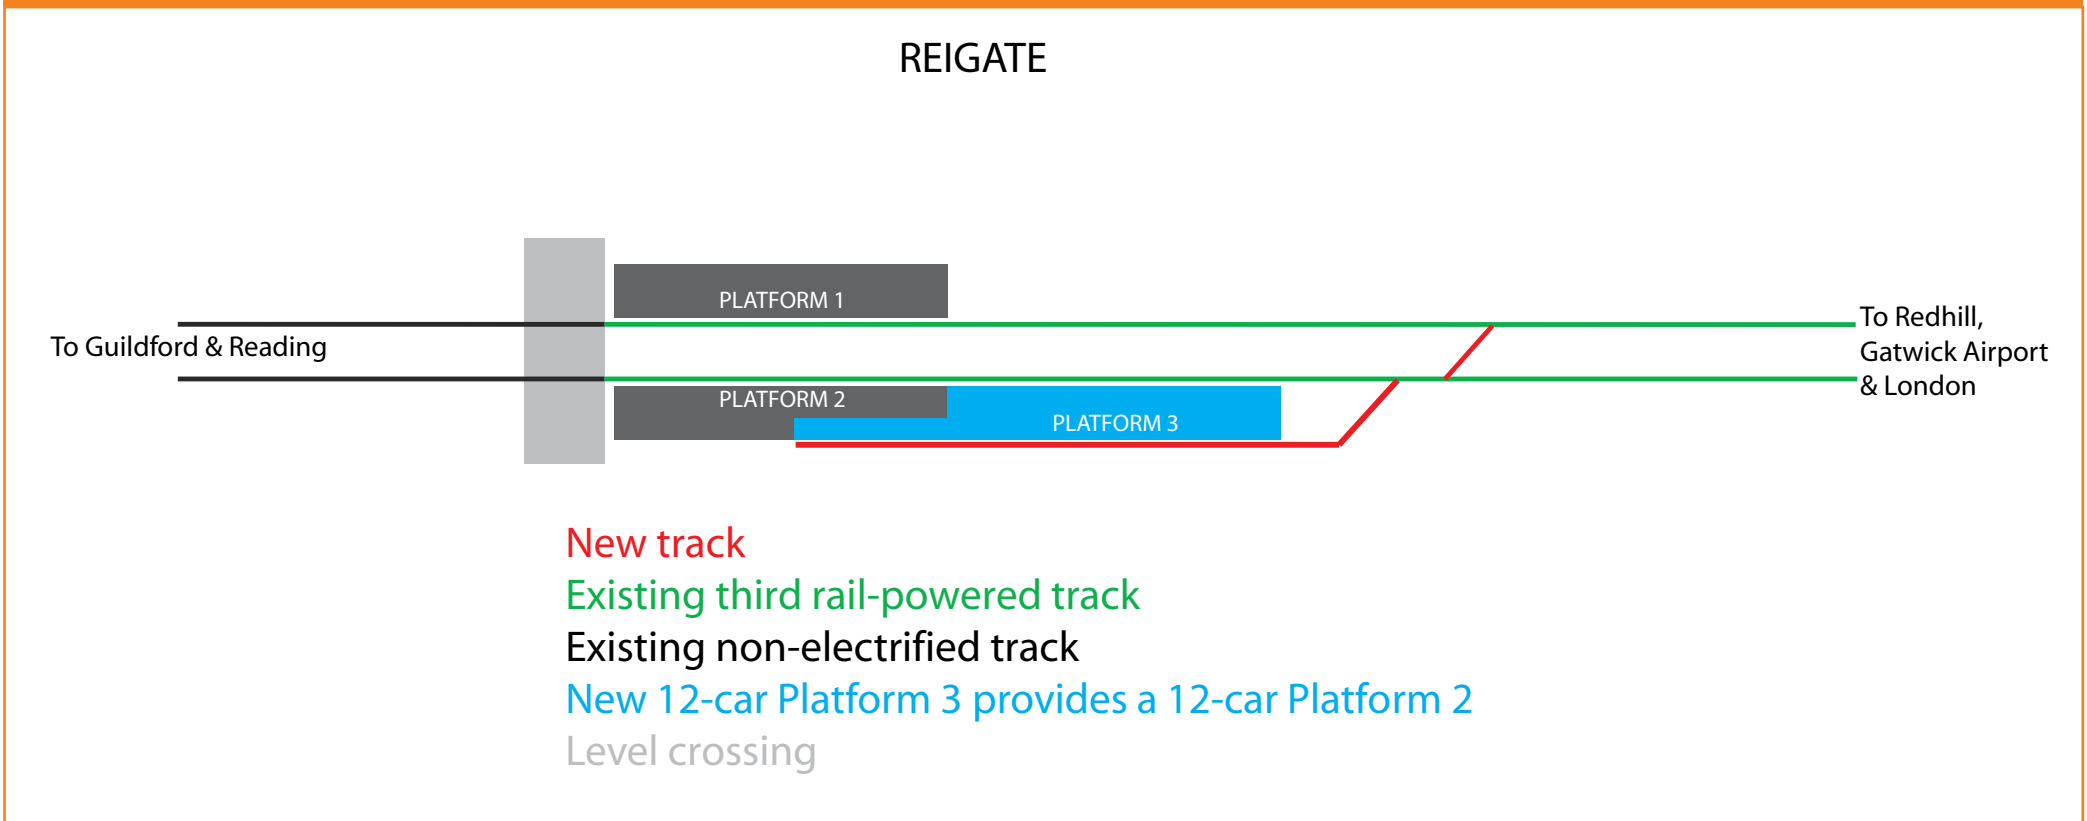 REIGATE
PLATFORM 1
To Guildford & Reading
To Redhill,
Gatwick Airport
& London
PLATFORM 2
PLATFORM 3
New track
Existing third rail-powered track
Existing non-electrified track
New 12-car Platform 3 provides a 12-car Platform 2
Level crossing